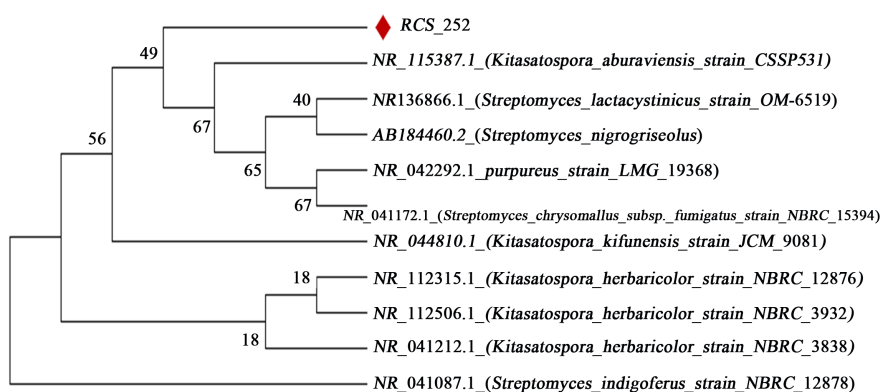 RCS_252
49
NR_115387.1_(Kitasatospora_aburaviensis_strain_CSSP531)
40
NR136866.1_(Streptomyces_lactacystinicus_strain_OM-6519)
67
AB184460.2_(Streptomyces_nigrogriseolus)
56
65
NR_042292.1_purpureus_strain_LMG_19368)
67
NR_041172.1_(Streptomyces_chrysomallus_subsp._fumigatus_strain_NBRC_15394)
NR_044810.1_(Kitasatospora_kifunensis_strain_JCM_9081)
18
NR_112315.1_(Kitasatospora_herbaricolor_strain_NBRC_12876)
NR_112506.1_(Kitasatospora_herbaricolor_strain_NBRC_3932)
18
NR_041212.1_(Kitasatospora_herbaricolor_strain_NBRC_3838)
NR_041087.1_(Streptomyces_indigoferus_strain_NBRC_12878)